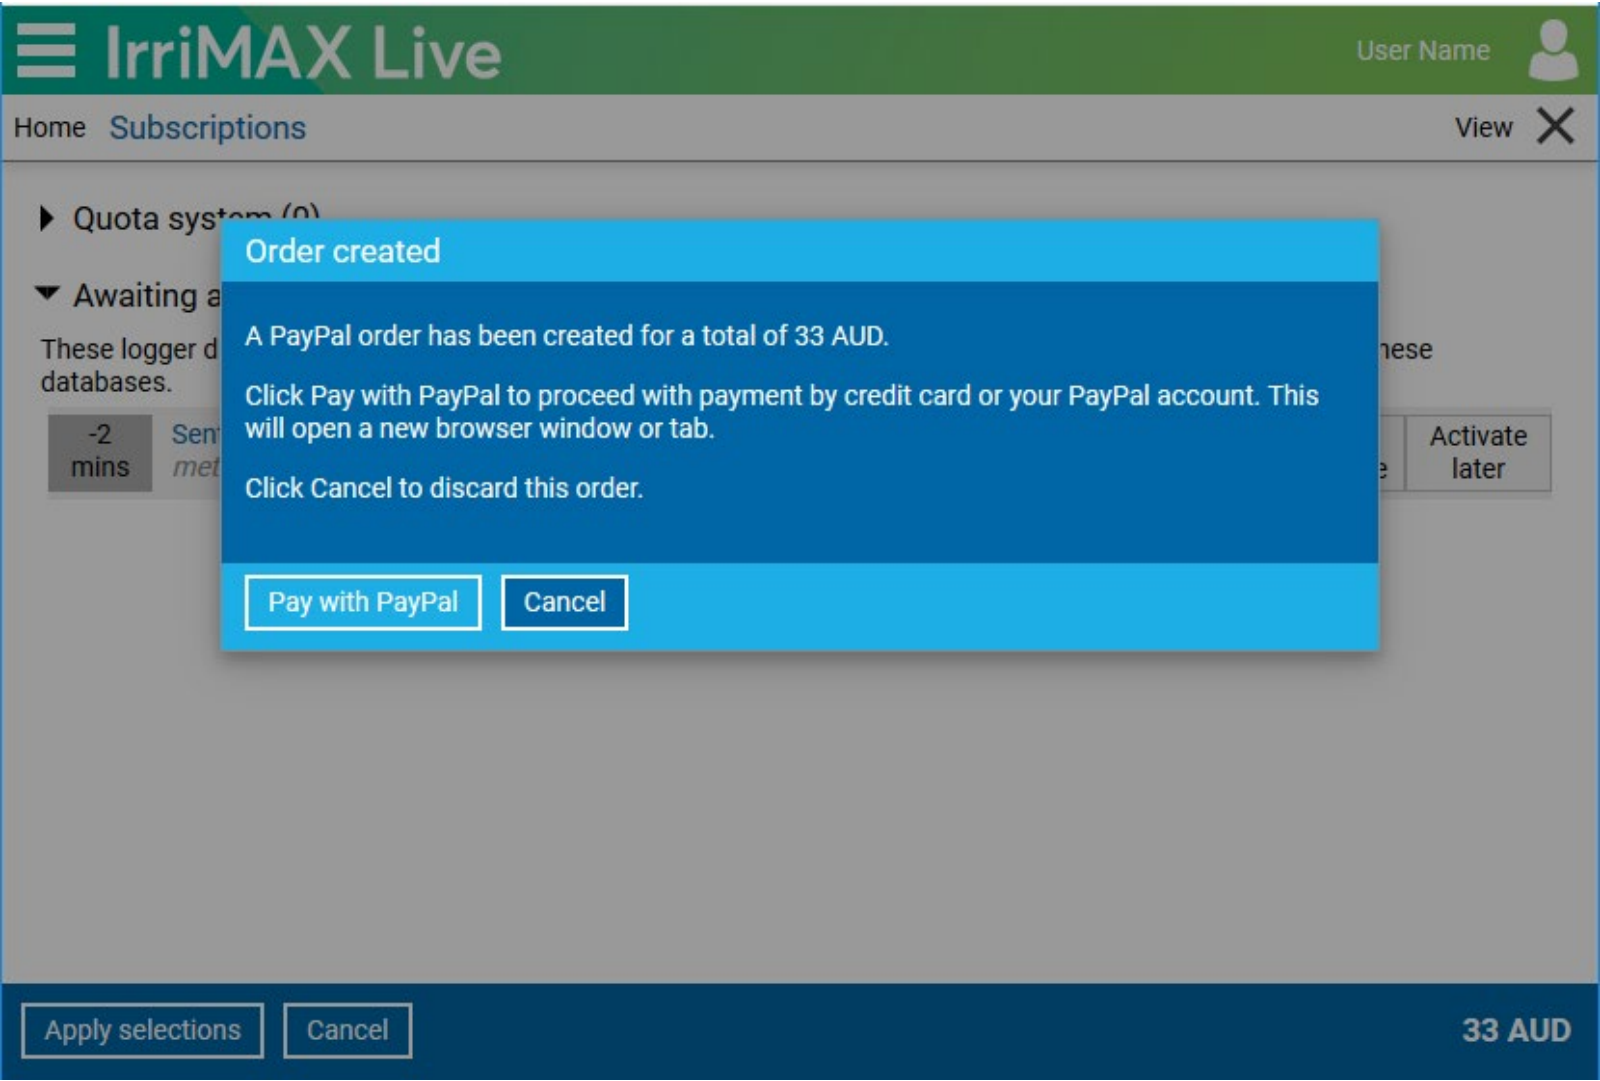 IrriMAX Live
User Name
Home Subscriptions
View
Quota system (0)
Order created
Awaiting
A PayPal order has been created for a total of 33 AUD.
These logger
databases.
Click Pay with PayPal to proceed with payment by credit card or your PayPal account. This
will open a new browser window or tab.
-2
mins
Activate
later
Click Cancel to discard this order.
Pay with PayPal Cancel
Apply selections Cancel
33 AUD